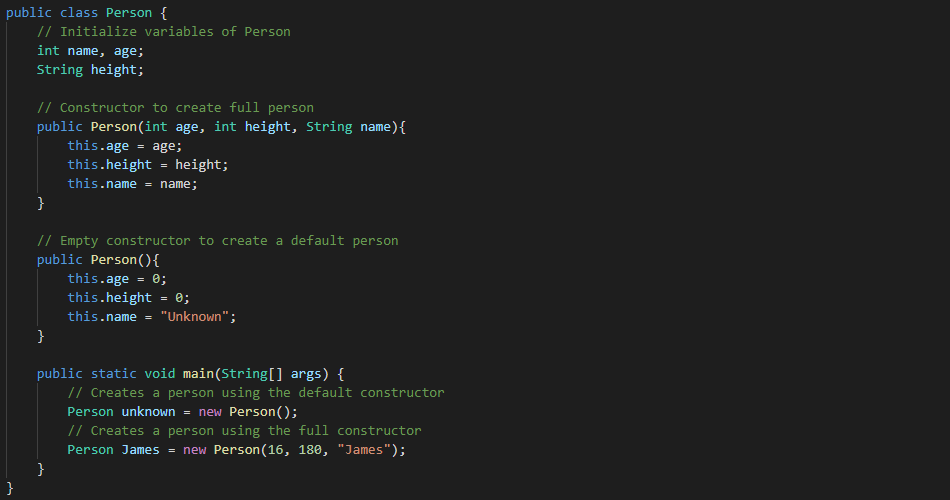 public class Person {
    // Initialize variables of Person
    int name, age;
    String height;

    // Constructor to create full person
    public Person(int age, int height, String name){
        this.age = age;
        this.height = height;
        this.name = name;
    }

    // Empty constructor to create a default person
    public Person(){
        this.age = 0;
        this.height = 0;
        this.name = "Unknown";
    }

    public static void main(String[] args) {
        // Creates a person using the default constructor
        Person unknown = new Person();
        // Creates a person using the full constructor
        Person James = new Person(16, 180, "James");
    }
}